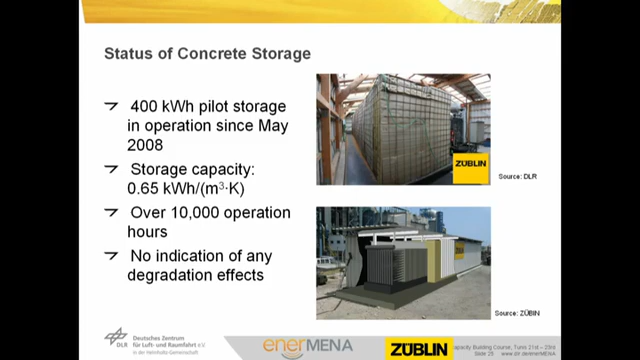 Status of Concrete Storage
400 kWh pilot storage
in operation since May
2008
Storage capacity:
0.65 kWh/(m³·K)
Over 10,000 operation
hours
No indication of any
degradation effects
ZÜBLIN
Source: DLR
ZÜBLIN
Source: ZÜBIN
DLR
Deutsches Zentrum
für Luft- und Raumfahrt e.V.
in der Helmholtz-Gemeinschaft
enerMENA
ZÜBLIN
apacity Building Course, Tunis 21st – 23rd
Slide 25 www.dlr.de/enerMENA